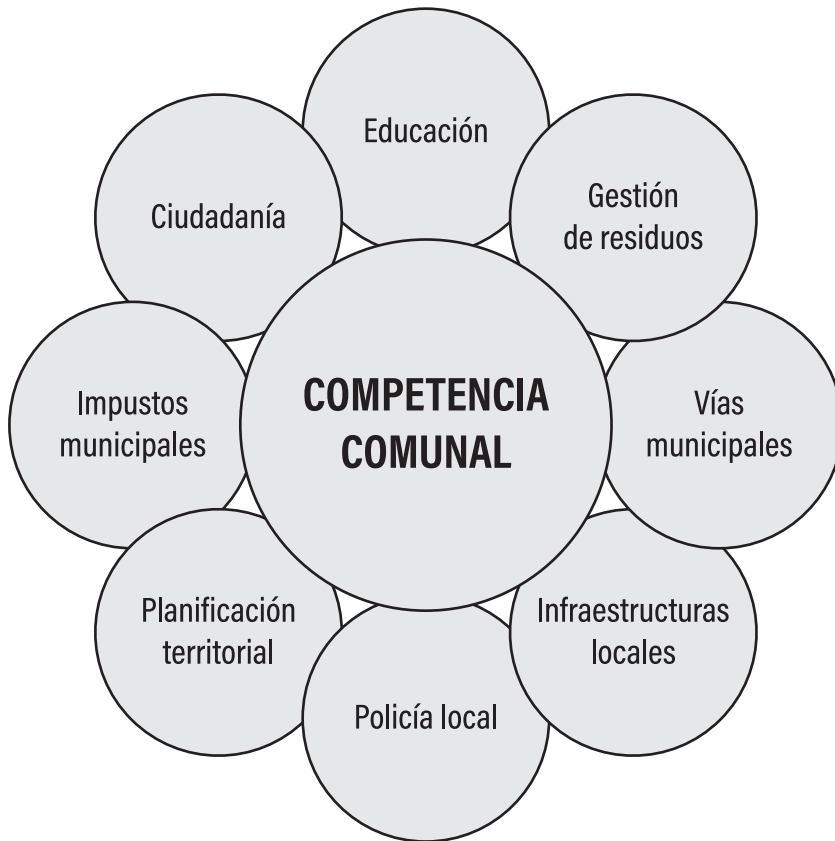 Educación
Gestión
de residuos
Ciudadanía
COMPETENCIA
COMUNAL
Impustos
municipales
Vías
municipales
Planificación
territorial
Infraestructuras
locales
Policía local